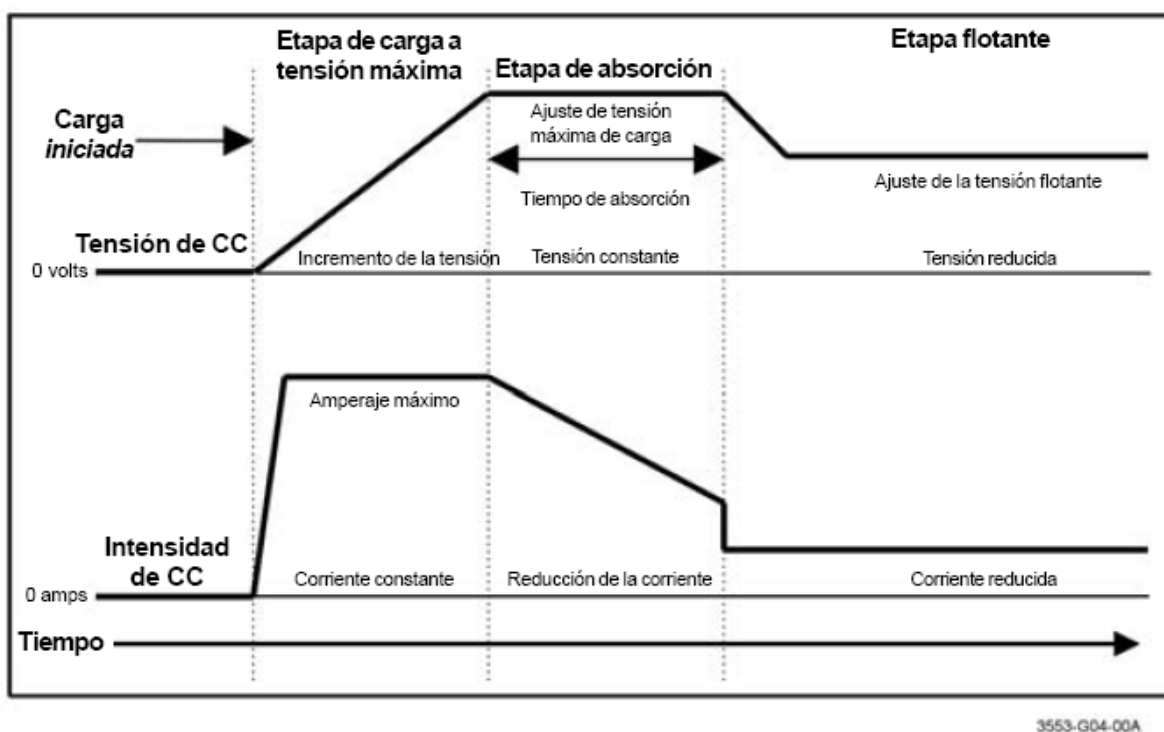 Etapa de carga a
tensión máxima
Etapa de absorción
Etapa flotante
Carga
iniciada
Ajuste de tensión
máxima de carga
Tiempo de absorción
Ajuste de la tensión flotante
Tensión de CC
0 volts
Incremento de la tensión
Tensión constante
Tensión reducida
Amperaje máximo
Intensidad
de CC
0 amps
Corriente constante
Reducción de la corriente
Corriente reducida
Tiempo
3553-G04-00A